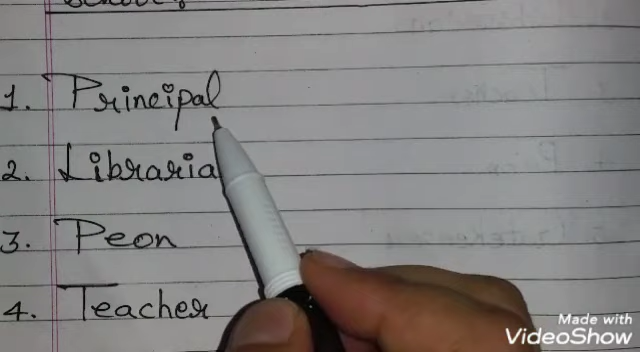 1. Principal
2. Libraria
3. Peon
4. Teacher
Made with
VideoShow